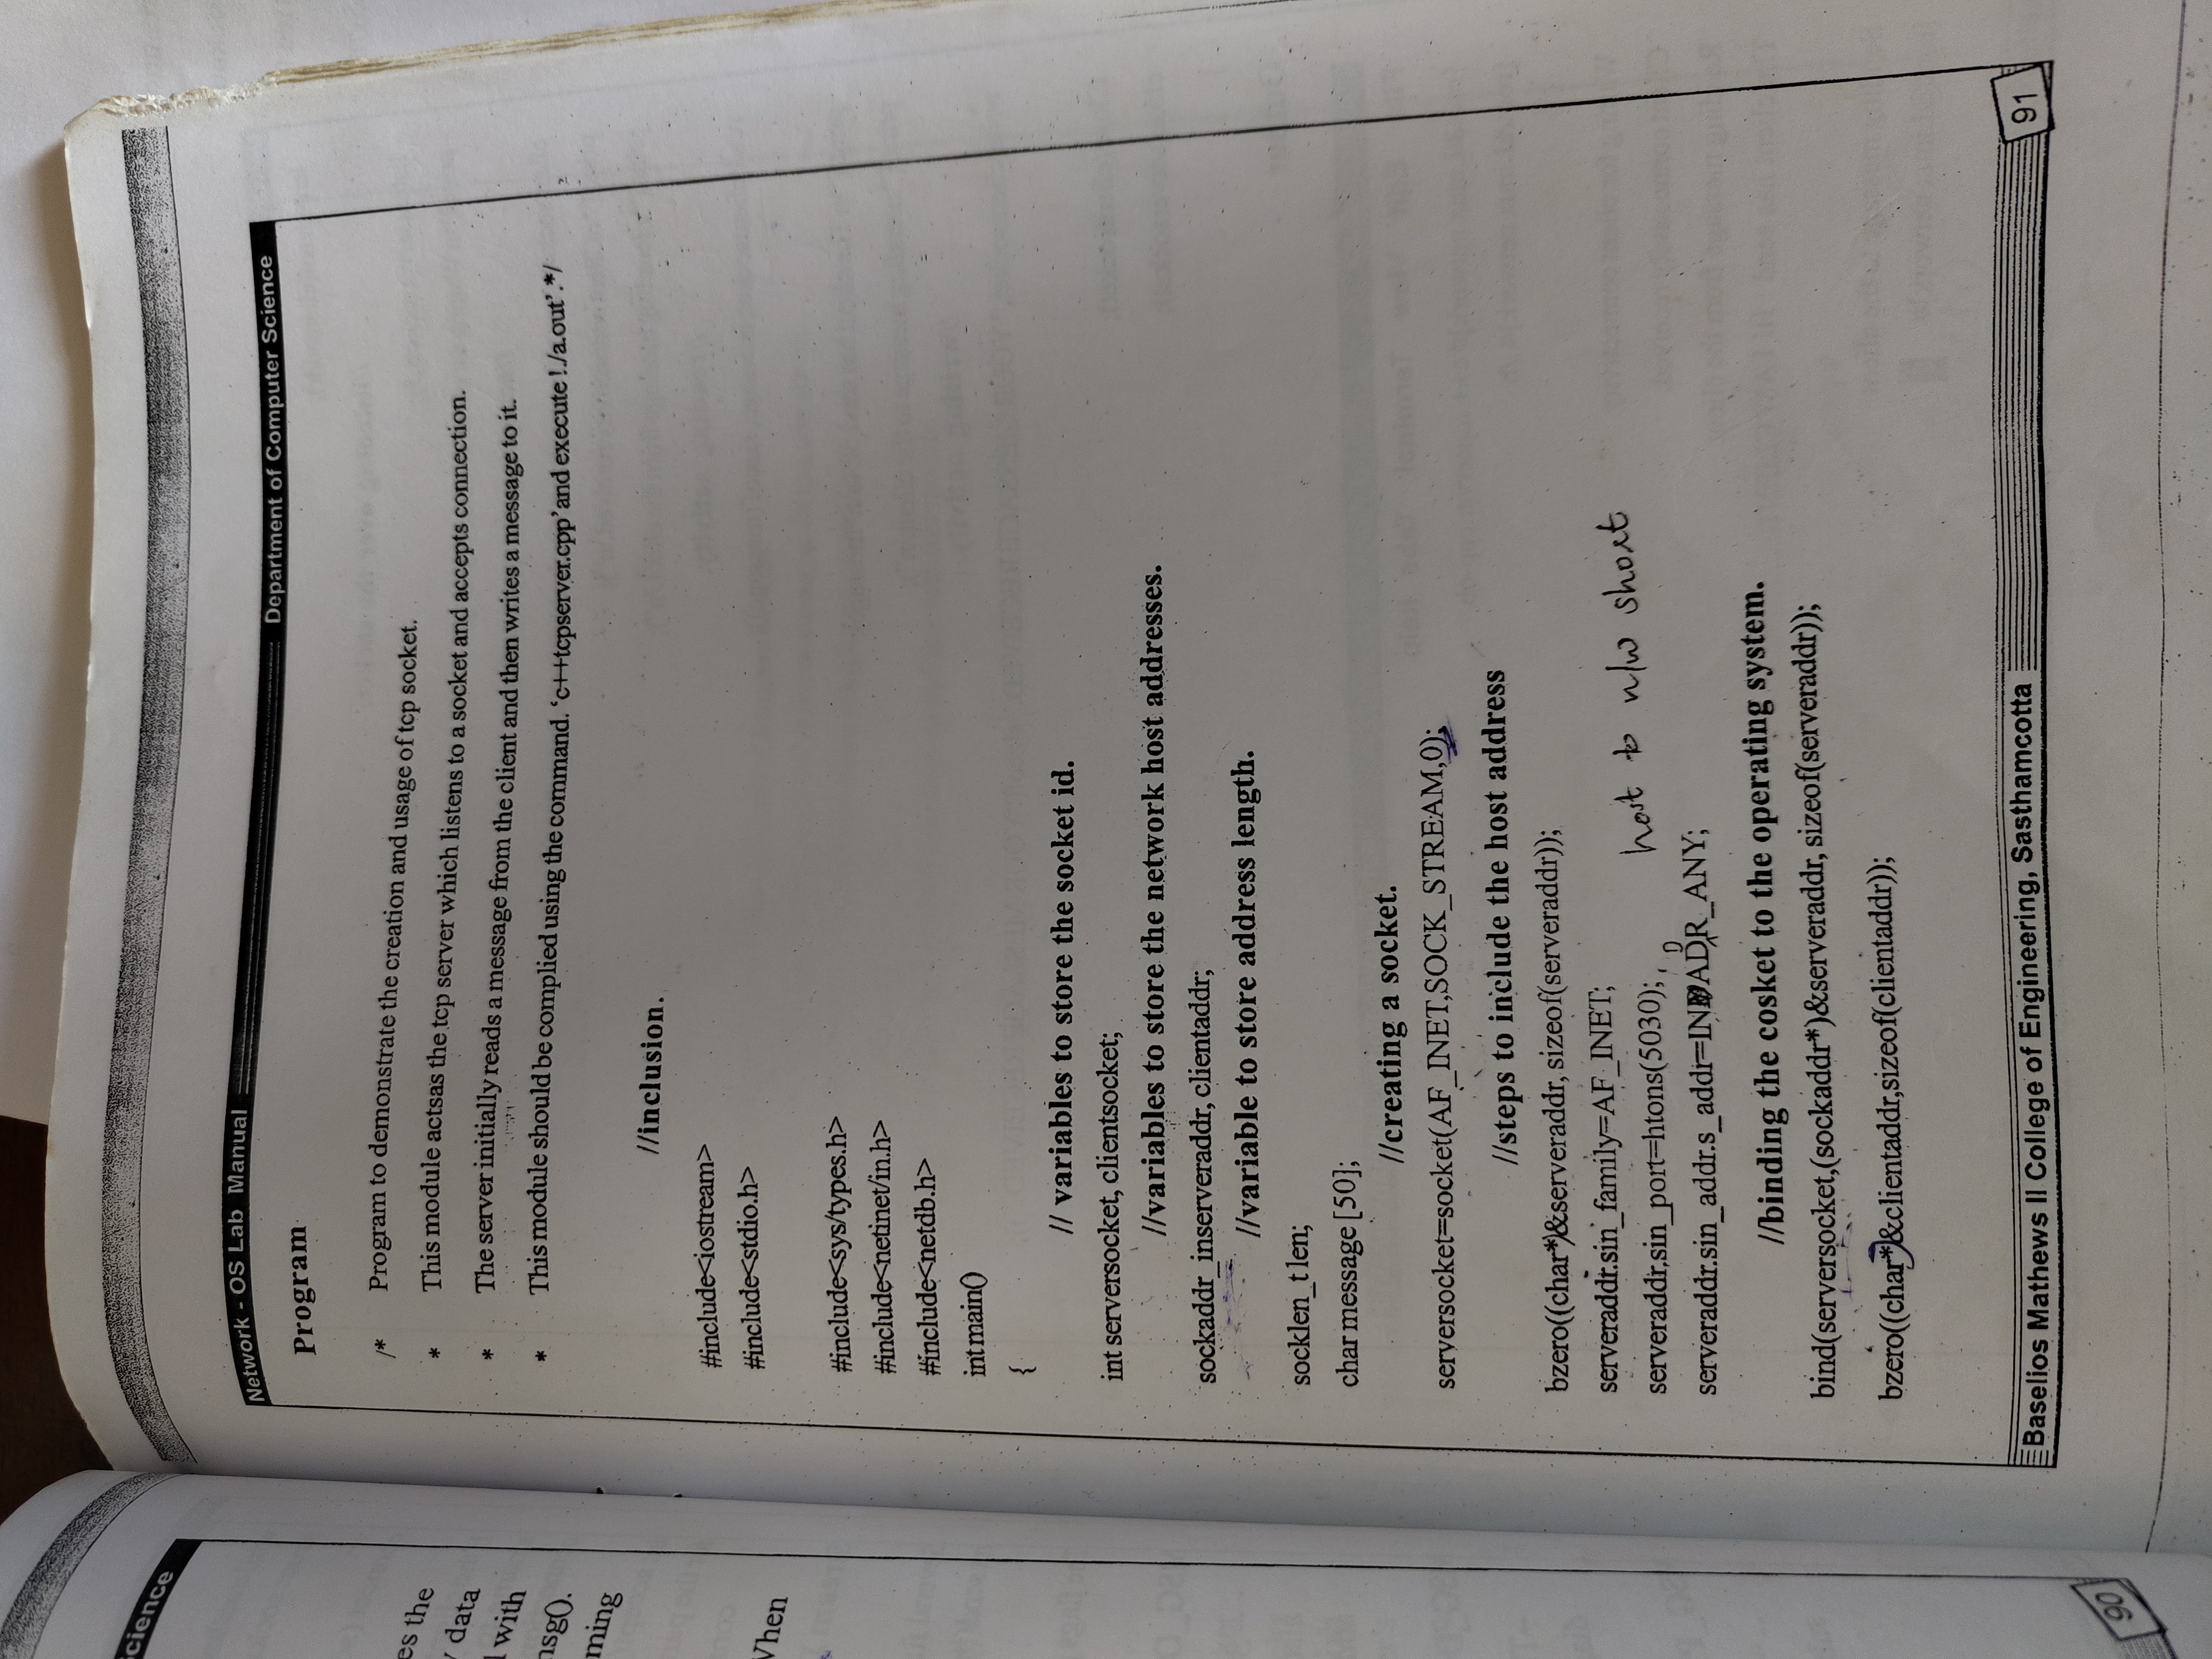 Science
es the
data
with
nsg().
ming
When
90
Network - OS Lab Manual
Department of Computer Science
Program
/* Program to demonstrate the creation and usage of tcp socket.
* This module actsas the tcp server which listens to a socket and accepts connection.
* The server initially reads a message from the client and then writes a message to it.
* This module should be complied using the command. ‘c++tcpserver.cpp’and execute !./a.out’.*/
//inclusion.
#include<iostream>
#include<stdio.h>
#include<sys/types.h>
#include<netinet/in.h>
#include<netdb.h>
int main()
{
// variables to store the socket id.
int serversocket, clientsocket;
//variables to store the network host addresses.
sockaddr_inserveraddr, clientaddr;
//variable to store address length.
socklen_t len;
char message [50];
//creating a socket.
serversocket=socket(AF_INET,SOCK_STREAM,0);
//steps to include the host address
bzero((char*)&serveraddr, sizeof(serveraddr));
serveraddr.sin_family=AF_INET;
serveraddr,sin_port=htons(5030);
host to n/w short
serveraddr.sin_addr.s_addr=INADDR_ANY;
//binding the cosket to the operating system.
bind(serversocket,(sockaddr*)&serveraddr, sizeof(serveraddr));
bzero((char*)&clientaddr,sizeof(clientaddr));
Baselios Mathews II College of Engineering, Sasthamcotta
91